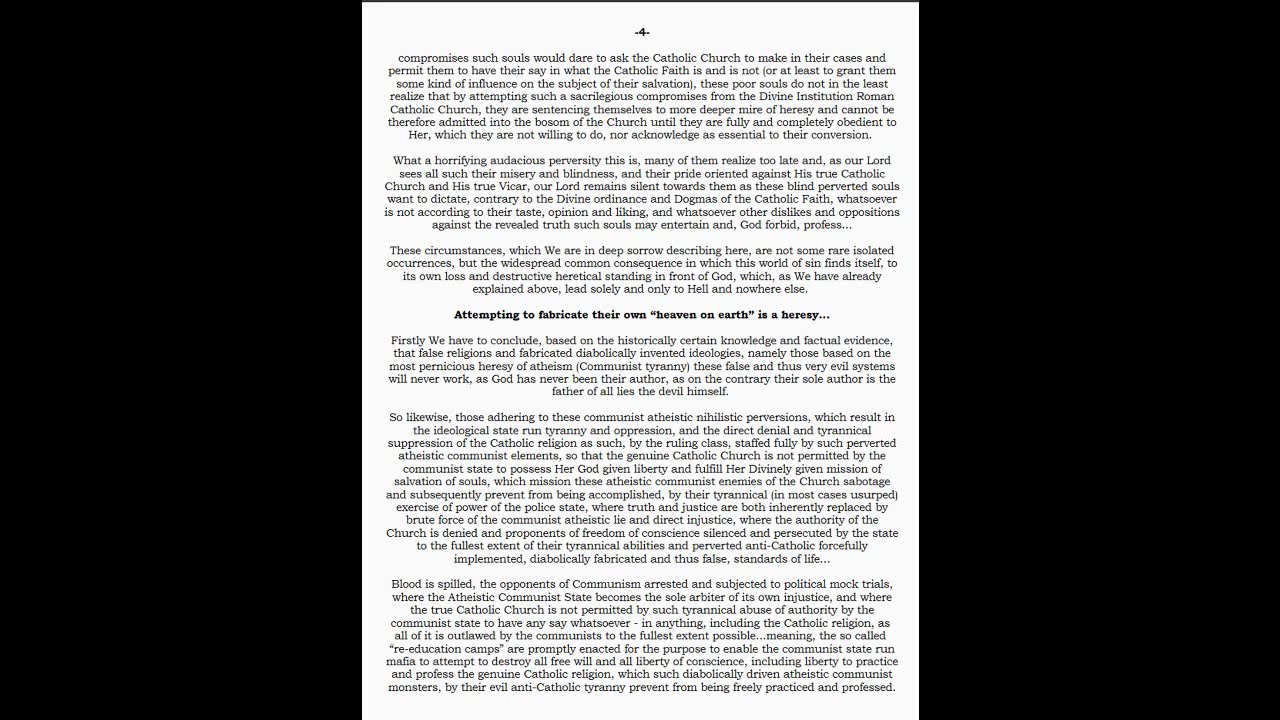 -4-
compromises such souls would dare to ask the Catholic Church to make in their cases and
permit them to have their say in what the Catholic Faith is and is not (or at least to grant them
some kind of influence on the subject of their salvation), these poor souls do not in the least
realize that by attempting such a sacrilegious compromises from the Divine Institution Roman
Catholic Church, they are sentencing themselves to more deeper mire of heresy and cannot be
therefore admitted into the bosom of the Church until they are fully and completely obedient to
Her, which they are not willing to do, nor acknowledge as essential to their conversion.
What a horrifying audacious perversity this is, many of them realize too late and, as our Lord
sees all such their misery and blindness, and their pride oriented against His true Catholic
Church and His true Vicar, our Lord remains silent towards them as these blind perverted souls
want to dictate, contrary to the Divine ordinance and Dogmas of the Catholic Faith, whatsoever
is not according to their taste, opinion and liking, and whatsoever other dislikes and oppositions
against the revealed truth such souls may entertain and, God forbid, profess...
These circumstances, which We are in deep sorrow describing here, are not some rare isolated
occurrences, but the widespread common consequence in which this world of sin finds itself, to
its own loss and destructive heretical standing in front of God, which, as We have already
explained above, lead solely and only to Hell and nowhere else.
Attempting to fabricate their own “heaven on earth” is a heresy...
Firstly We have to conclude, based on the historically certain knowledge and factual evidence,
that false religions and fabricated diabolically invented ideologies, namely those based on the
most pernicious heresy of atheism (Communist tyranny) these false and thus very evil systems
will never work, as God has never been their author, as on the contrary their sole author is the
father of all lies the devil himself.
So likewise, those adhering to these communist atheistic nihilistic perversions, which result in
the ideological state run tyranny and oppression, and the direct denial and tyrannical
suppression of the Catholic religion as such, by the ruling class, staffed fully by such perverted
atheistic communist elements, so that the genuine Catholic Church is not permitted by the
communist state to possess Her God given liberty and fulfill Her Divinely given mission of
salvation of souls, which mission these atheistic communist enemies of the Church sabotage
and subsequently prevent from being accomplished, by their tyrannical (in most cases usurped)
exercise of power of the police state, where truth and justice are both inherently replaced by
brute force of the communist atheistic lie and direct injustice, where the authority of the
Church is denied and proponents of freedom of conscience silenced and persecuted by the state
to the fullest extent of their tyrannical abilities and perverted anti-Catholic forcefully
implemented, diabolically fabricated and thus false, standards of life...
Blood is spilled, the opponents of Communism arrested and subjected to political mock trials,
where the Atheistic Communist State becomes the sole arbiter of its own injustice, and where
the true Catholic Church is not permitted by such tyrannical abuse of authority by the
communist state to have any say whatsoever - in anything, including the Catholic religion, as
all of it is outlawed by the communists to the fullest extent possible...meaning, the so called
“re-education camps” are promptly enacted for the purpose to enable the communist state run
mafia to attempt to destroy all free will and all liberty of conscience, including liberty to practice
and profess the genuine Catholic religion, which such diabolically driven atheistic communist
monsters, by their evil anti-Catholic tyranny prevent from being freely practiced and professed.